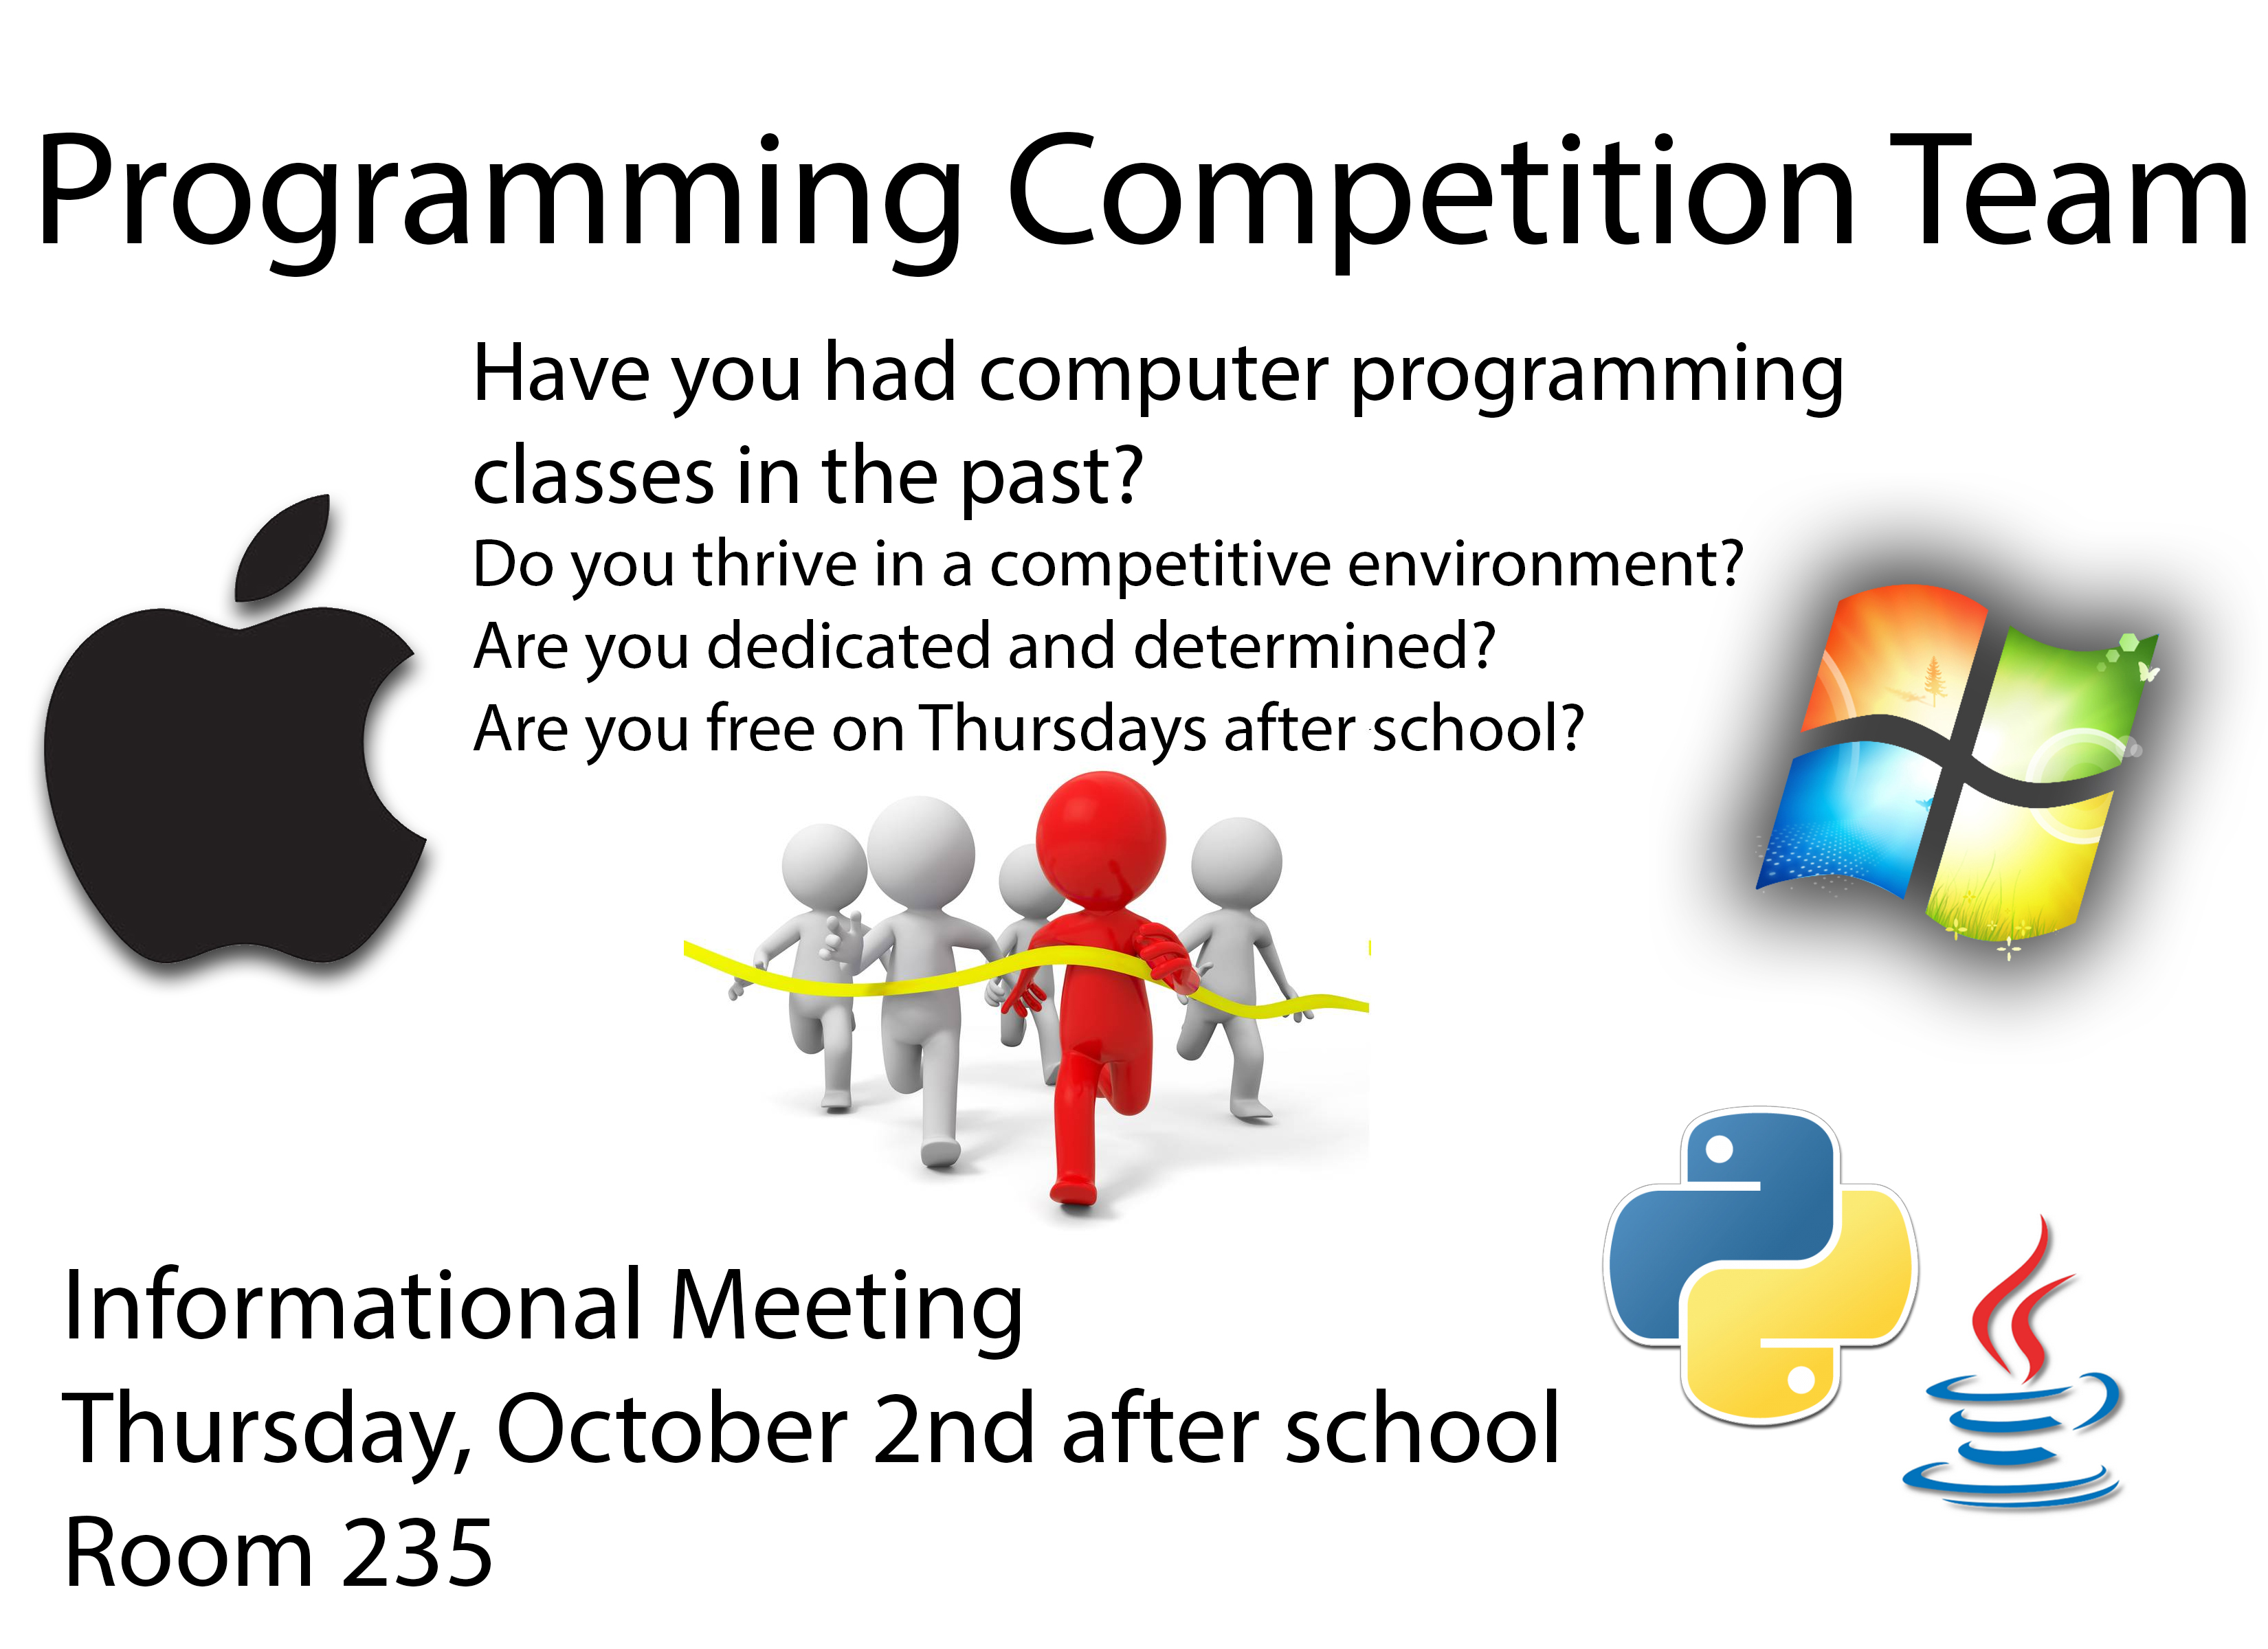 Programming Competition Team
Have you had computer programming
classes in the past?
Do you thrive in a competitive environment?
Are you dedicated and determined?
Are you free on Thursdays after school?
Informational Meeting
Thursday, October 2nd after school
Room 235